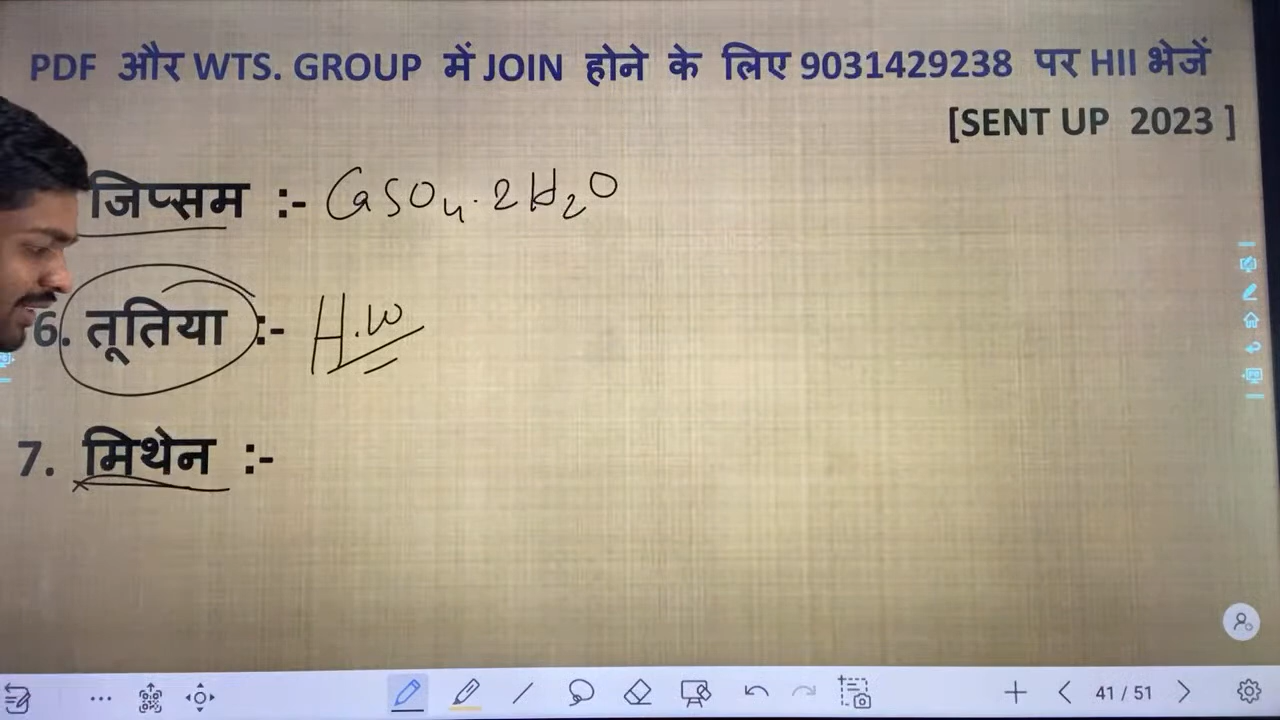 PDF और WTS. GROUP में JOIN होने के लिए 9031429238 पर HII भेजें
[SENT UP 2023 ]
जिप्सम :- CaSO4.2H2O
6. तूतिया :- H.W
7. मिथेन :-
41 / 51